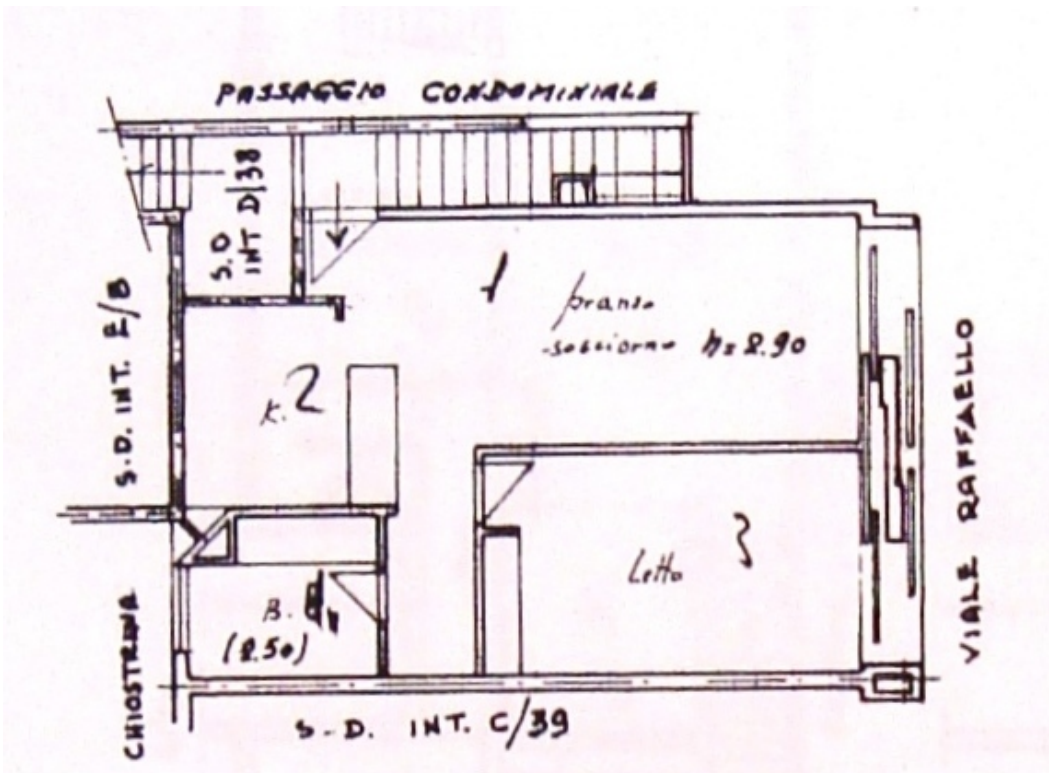 PASSAGGIO CONDOMINIALE
S.D
INT D/38
1
pranzo
soggiorno h=2.90
S.D. INT. E/8
K. 2
VIALE RAFFAELLO
3
Letto
B.
(2.50)
CHIOSTRINA
S.D. INT. C/39